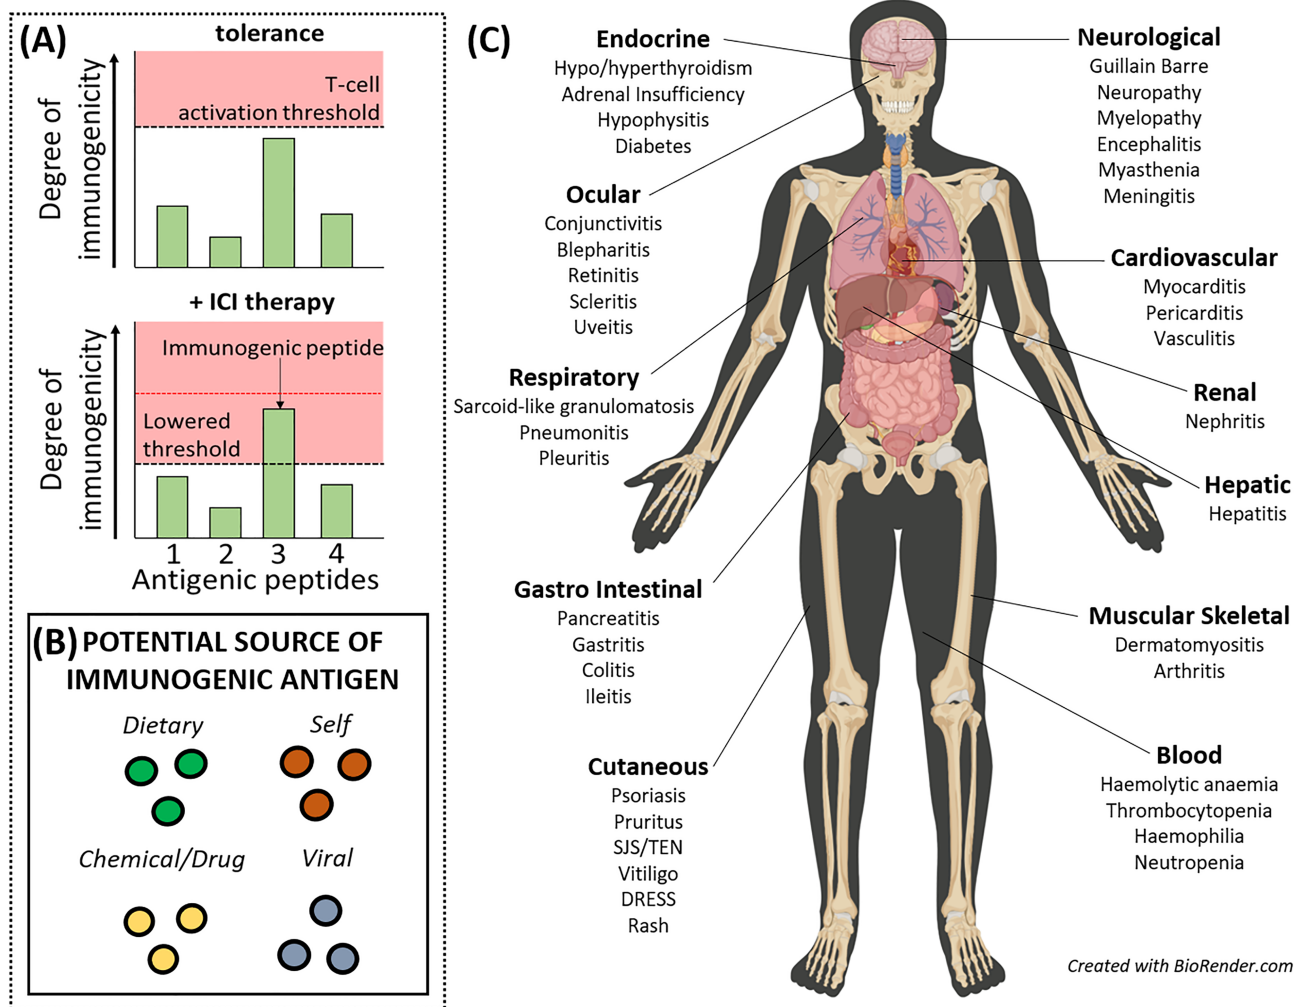 (A)
tolerance
Degree of
immunogenicity
T-cell
activation threshold
+ ICI therapy
Degree of
immunogenicity
Immunogenic peptide
Lowered
threshold
1 2 3 4
Antigenic peptides
(B) POTENTIAL SOURCE OF
IMMUNOGENIC ANTIGEN
Dietary
Self
Chemical/Drug
Viral
(C)
Endocrine
Hypo/hyperthyroidism
Adrenal Insufficiency
Hypophysitis
Diabetes
Ocular
Conjunctivitis
Blepharitis
Retinitis
Scleritis
Uveitis
Respiratory
Sarcoid-like granulomatosis
Pneumonitis
Pleuritis
Gastro Intestinal
Pancreatitis
Gastritis
Colitis
Ileitis
Cutaneous
Psoriasis
Pruritus
SJS/TEN
Vitiligo
DRESS
Rash
Neurological
Guillain Barre
Neuropathy
Myelopathy
Encephalitis
Myasthenia
Meningitis
Cardiovascular
Myocarditis
Pericarditis
Vasculitis
Renal
Nephritis
Hepatic
Hepatitis
Muscular Skeletal
Dermatomyositis
Arthritis
Blood
Haemolytic anaemia
Thrombocytopenia
Haemophilia
Neutropenia
Created with BioRender.com